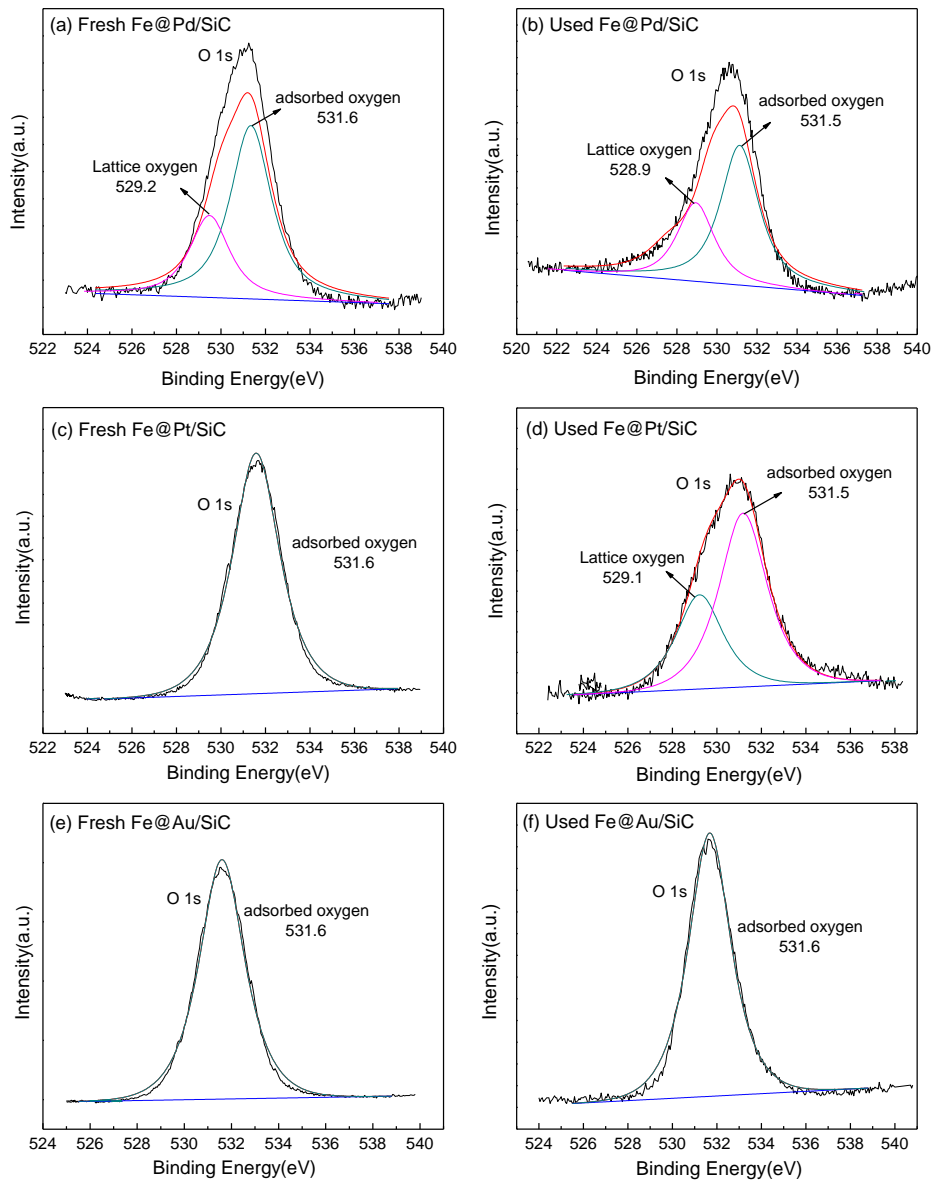 (a) Fresh Fe@Pd/SiC
O 1s
adsorbed oxygen
531.6
Lattice oxygen
529.2
Intensity(a.u.)
522 524 526 528 530 532 534 536 538 540
Binding Energy(eV)
(b) Used Fe@Pd/SiC
O 1s
adsorbed oxygen
531.5
Lattice oxygen
528.9
Intensity(a.u.)
520 522 524 526 528 530 532 534 536 538 540
Binding Energy(eV)
(c) Fresh Fe@Pt/SiC
O 1s
adsorbed oxygen
531.6
Intensity(a.u.)
522 524 526 528 530 532 534 536 538 540
Binding Energy(eV)
(d) Used Fe@Pt/SiC
O 1s
adsorbed oxygen
531.5
Lattice oxygen
529.1
Intensity(a.u.)
522 524 526 528 530 532 534 536 538
Binding Energy(eV)
(e) Fresh Fe@Au/SiC
O 1s
adsorbed oxygen
531.6
Intensity(a.u.)
524 526 528 530 532 534 536 538 540
Binding Energy(eV)
(f) Used Fe@Au/SiC
O 1s
adsorbed oxygen
531.6
Intensity(a.u.)
524 526 528 530 532 534 536 538 540
Binding Energy(eV)